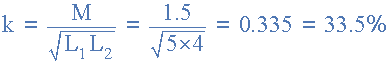 k = M / √(L₁L₂) = 1.5 / √(5×4) = 0.335 = 33.5%